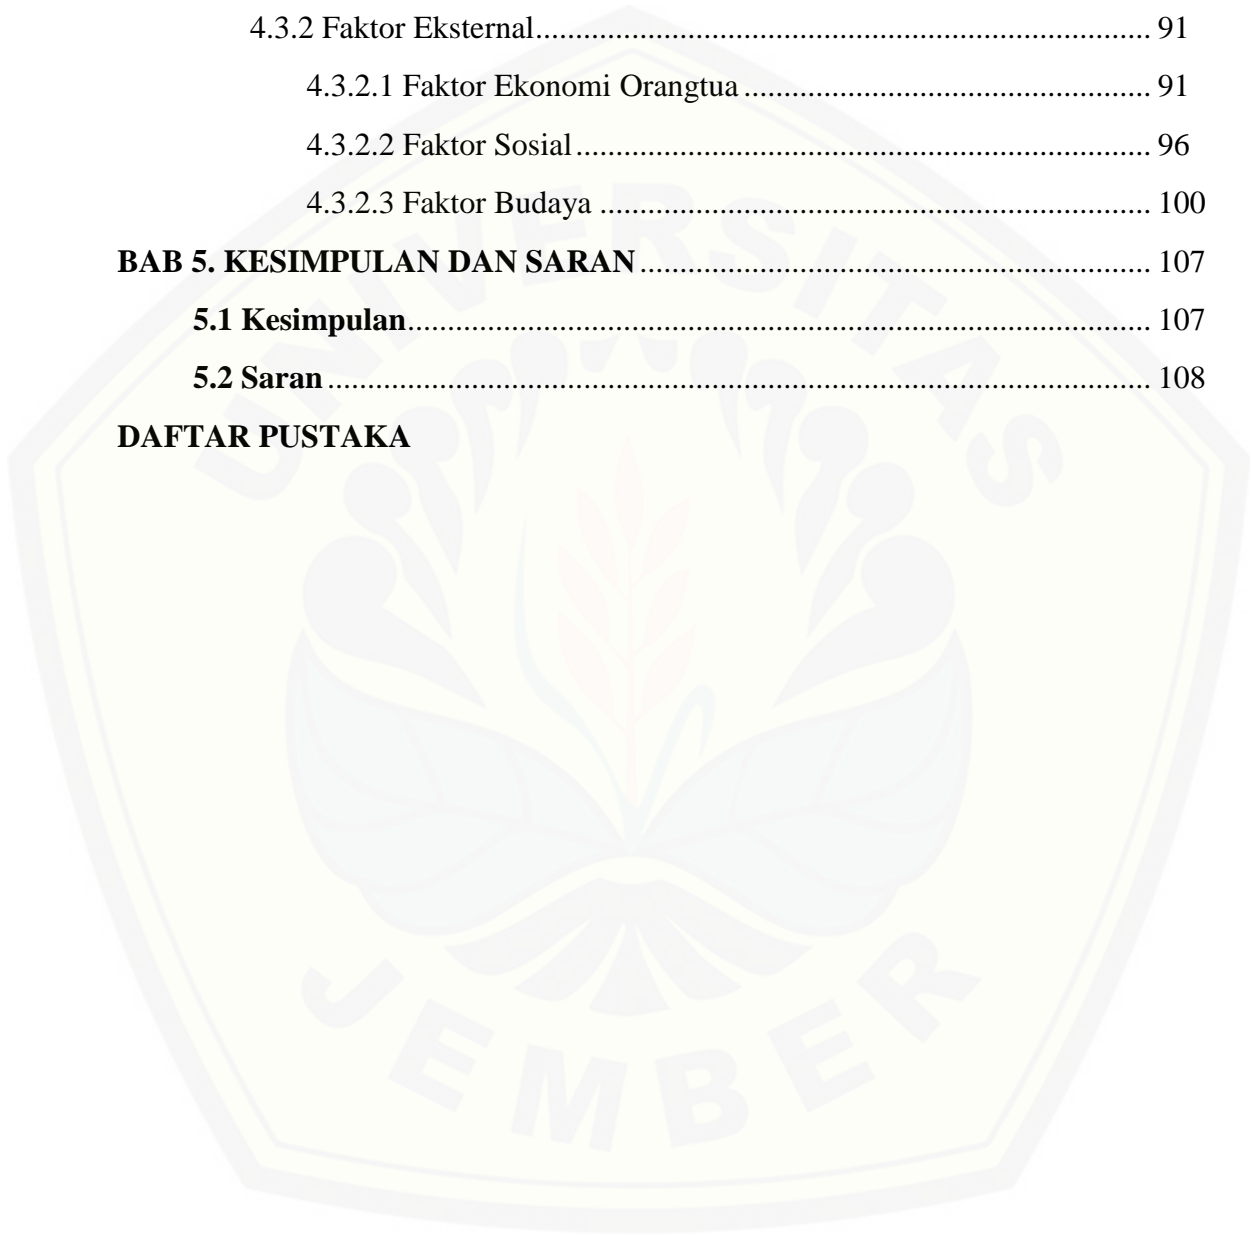 4.3.2 Faktor Eksternal............................................................................. 91
4.3.2.1 Faktor Ekonomi Orangtua ................................................... 91
4.3.2.2 Faktor Sosial........................................................................ 96
4.3.2.3 Faktor Budaya ..................................................................... 100
BAB 5. KESIMPULAN DAN SARAN................................................................ 107
5.1 Kesimpulan............................................................................................. 107
5.2 Saran....................................................................................................... 108
DAFTAR PUSTAKA
UNIVERSITAS
JEMBER